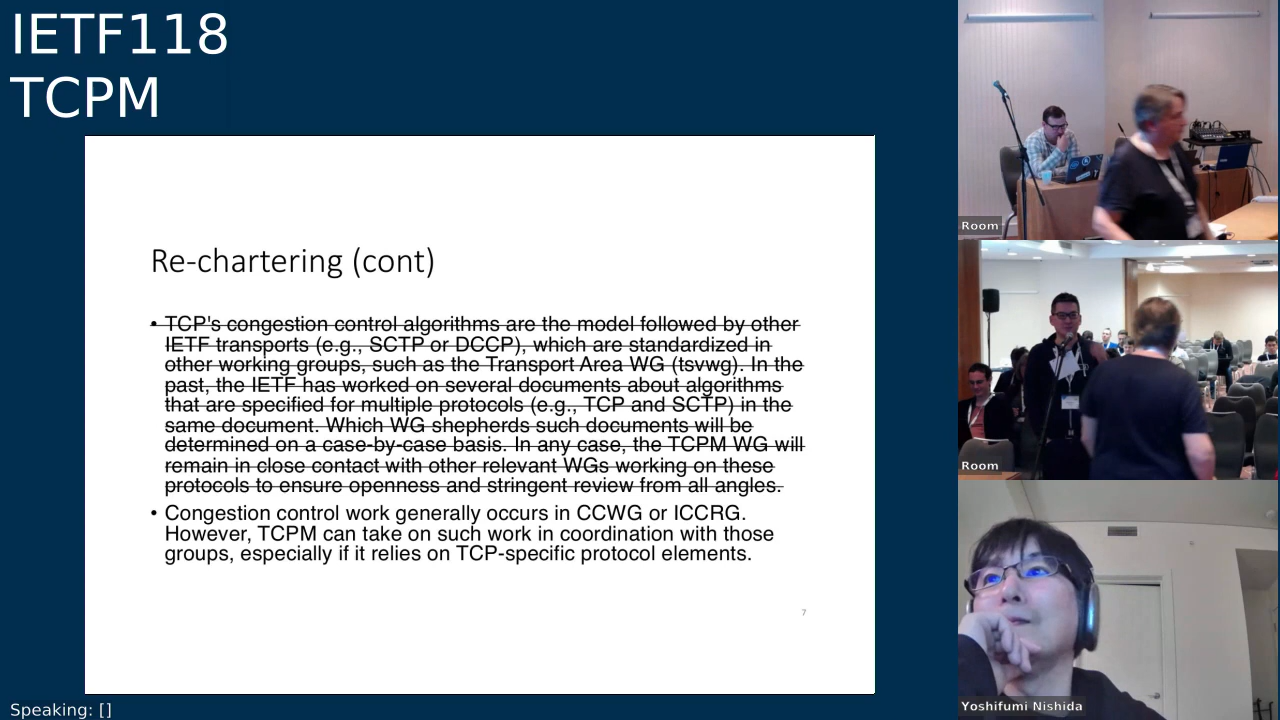 IETF118
TCPM
Re-chartering (cont)
• TCP's congestion control algorithms are the model followed by other
IETF transports (e.g., SCTP or DCCP), which are standardized in
other working groups, such as the Transport Area WG (tsvwg). In the
past, the IETF has worked on several documents about algorithms
that are specified for multiple protocols (e.g., TCP and SCTP) in the
same document. Which WG shepherds such documents will be
determined on a case-by-case basis. In any case, the TCPM WG will
remain in close contact with other relevant WGs working on these
protocols to ensure openness and stringent review from all angles.
• Congestion control work generally occurs in CCWG or ICCRG.
However, TCPM can take on such work in coordination with those
groups, especially if it relies on TCP-specific protocol elements.
7
Speaking: []
Room
Room
Yoshifumi Nishida